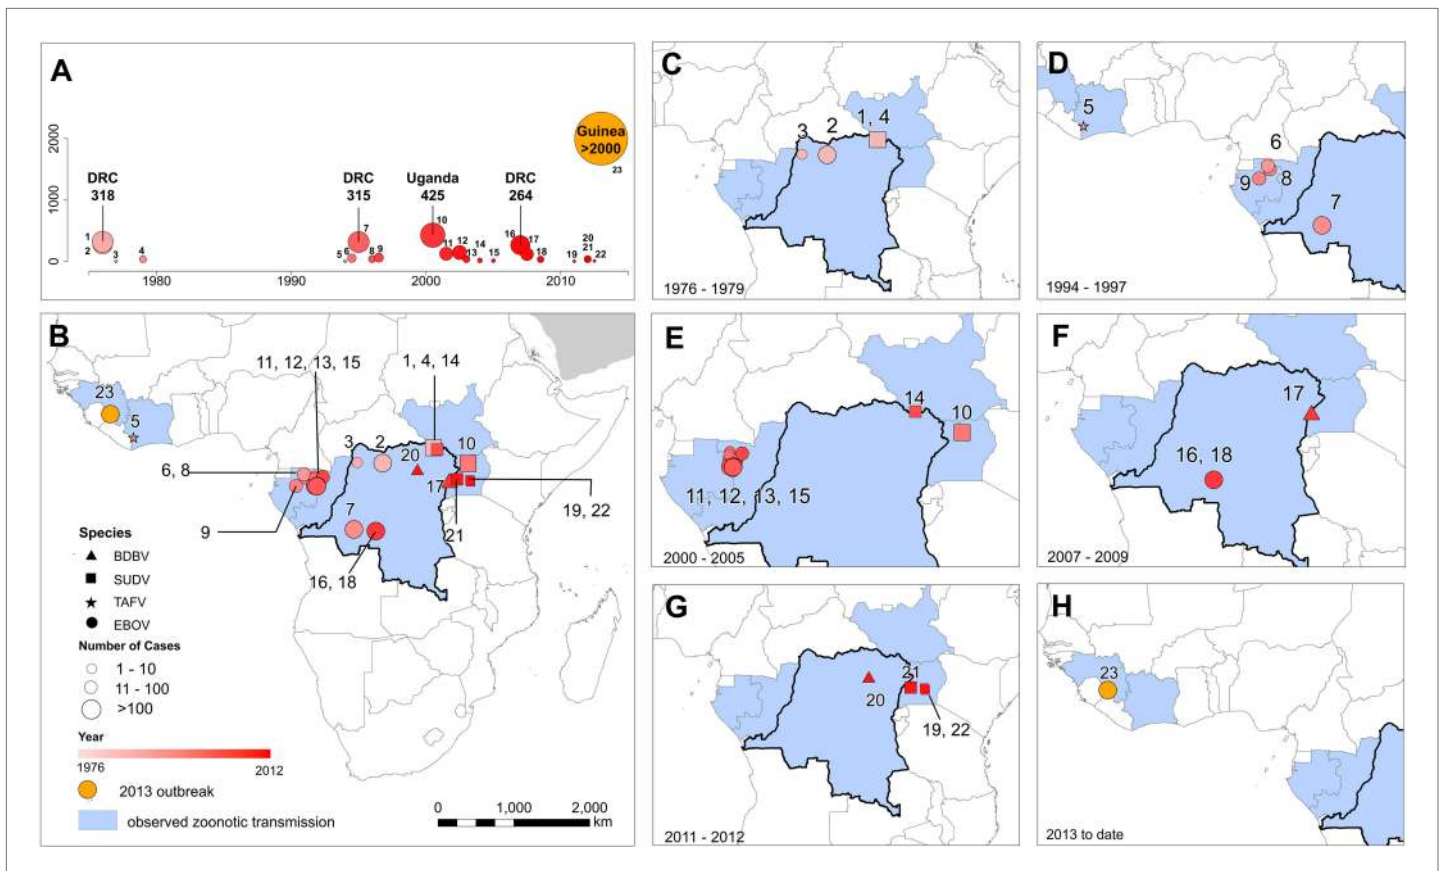 A
2000
1000
0
Guinea
>2000
23
DRC
318
DRC
315
Uganda
425
DRC
264
1
2
3
4
5
6
7
8
9
10
11
12
13
14
15
16
17
18
19
20
21
22
1980
1990
2000
2010
B
11, 12, 13, 15
1, 4, 14
23
5
3
2
20
10
6, 8
17
19, 22
9
7
21
16, 18
Species
BDBV
SUDV
TAFV
EBOV
Number of Cases
1 - 10
11 - 100
>100
Year
1976
2012
2013 outbreak
observed zoonotic transmission
0
1,000
2,000
km
C
1, 4
3
2
1976 - 1979
D
5
6
9
8
7
1994 - 1997
E
14
10
11, 12, 13, 15
2000 - 2005
F
17
16, 18
2007 - 2009
G
21
20
19, 22
2011 - 2012
H
23
2013 to date